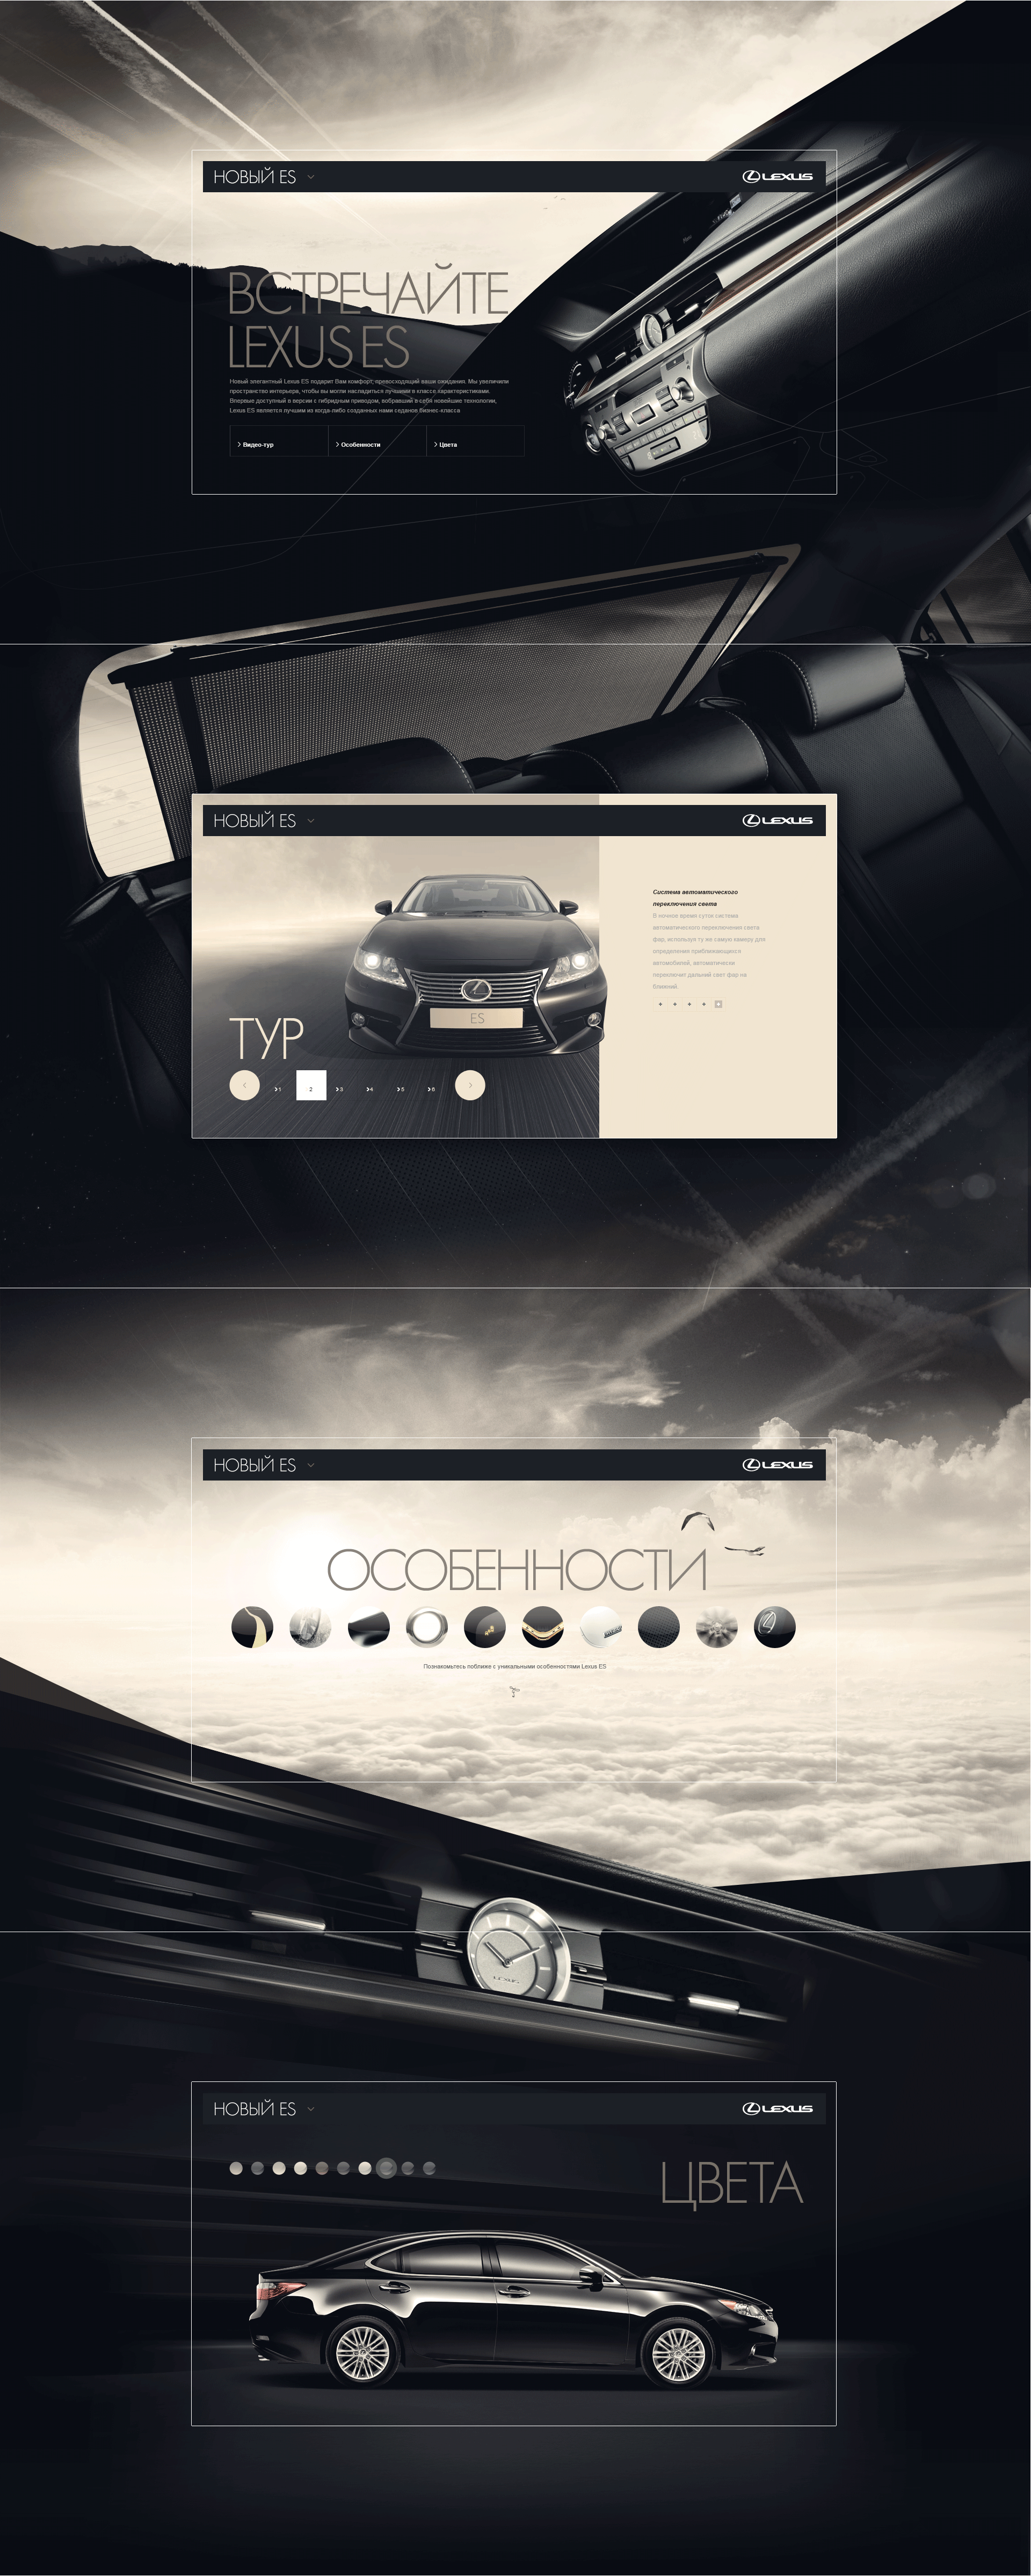 НОВЫЙ ES
LEXUS
ВСТРЕЧАЙТЕ
LEXUS ES
Новый элегантный Lexus ES подарит Вам комфорт, превосходящий ваши ожидания. Мы увеличили
пространство интерьера, чтобы вы могли насладиться лучшими в классе характеристиками.
Впервые доступный в версии с гибридным приводом, вобравший в себя новейшие технологии,
Lexus ES является лучшим из когда-либо созданных нами седанов бизнес-класса
Видео-тур
Особенности
Цвета
НОВЫЙ ES
LEXUS
Система автоматического
переключения света
В ночное время суток система
автоматического переключения света
фар, используя ту же самую камеру для
определения приближающихся
автомобилей, автоматически
переключит дальний свет фар на
ближний.
ES
ТУР
1 2 3 4 5 6
НОВЫЙ ES
LEXUS
ОСОБЕННОСТИ
Познакомьтесь поближе с уникальными особенностями Lexus ES
LEXUS
НОВЫЙ ES
LEXUS
ЦВЕТА